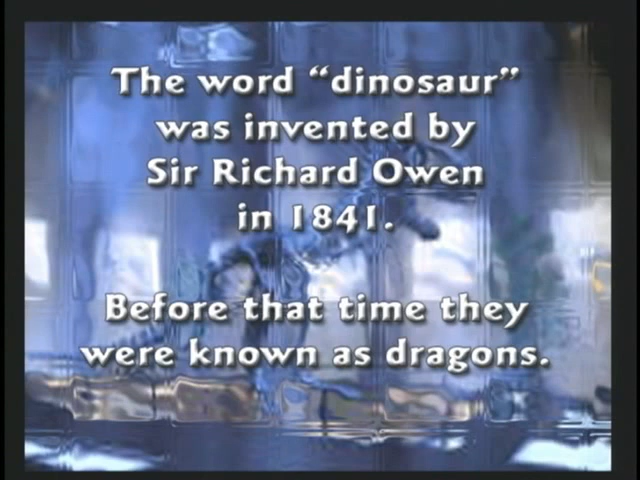 The word “dinosaur”
was invented by
Sir Richard Owen
in 1841.
Before that time they
were known as dragons.